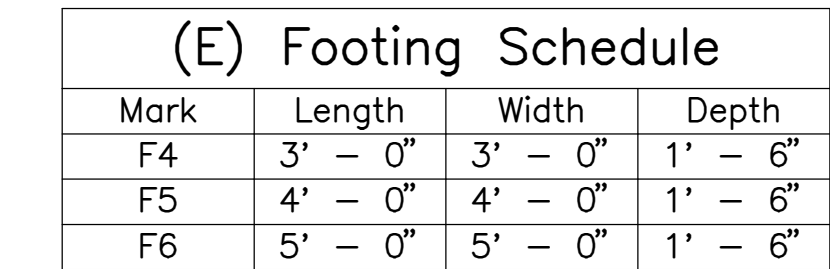 (E) Footing Schedule
Mark Length Width Depth
F4 3' – 0" 3' – 0" 1' – 6"
F5 4' – 0" 4' – 0" 1' – 6"
F6 5' – 0" 5' – 0" 1' – 6"